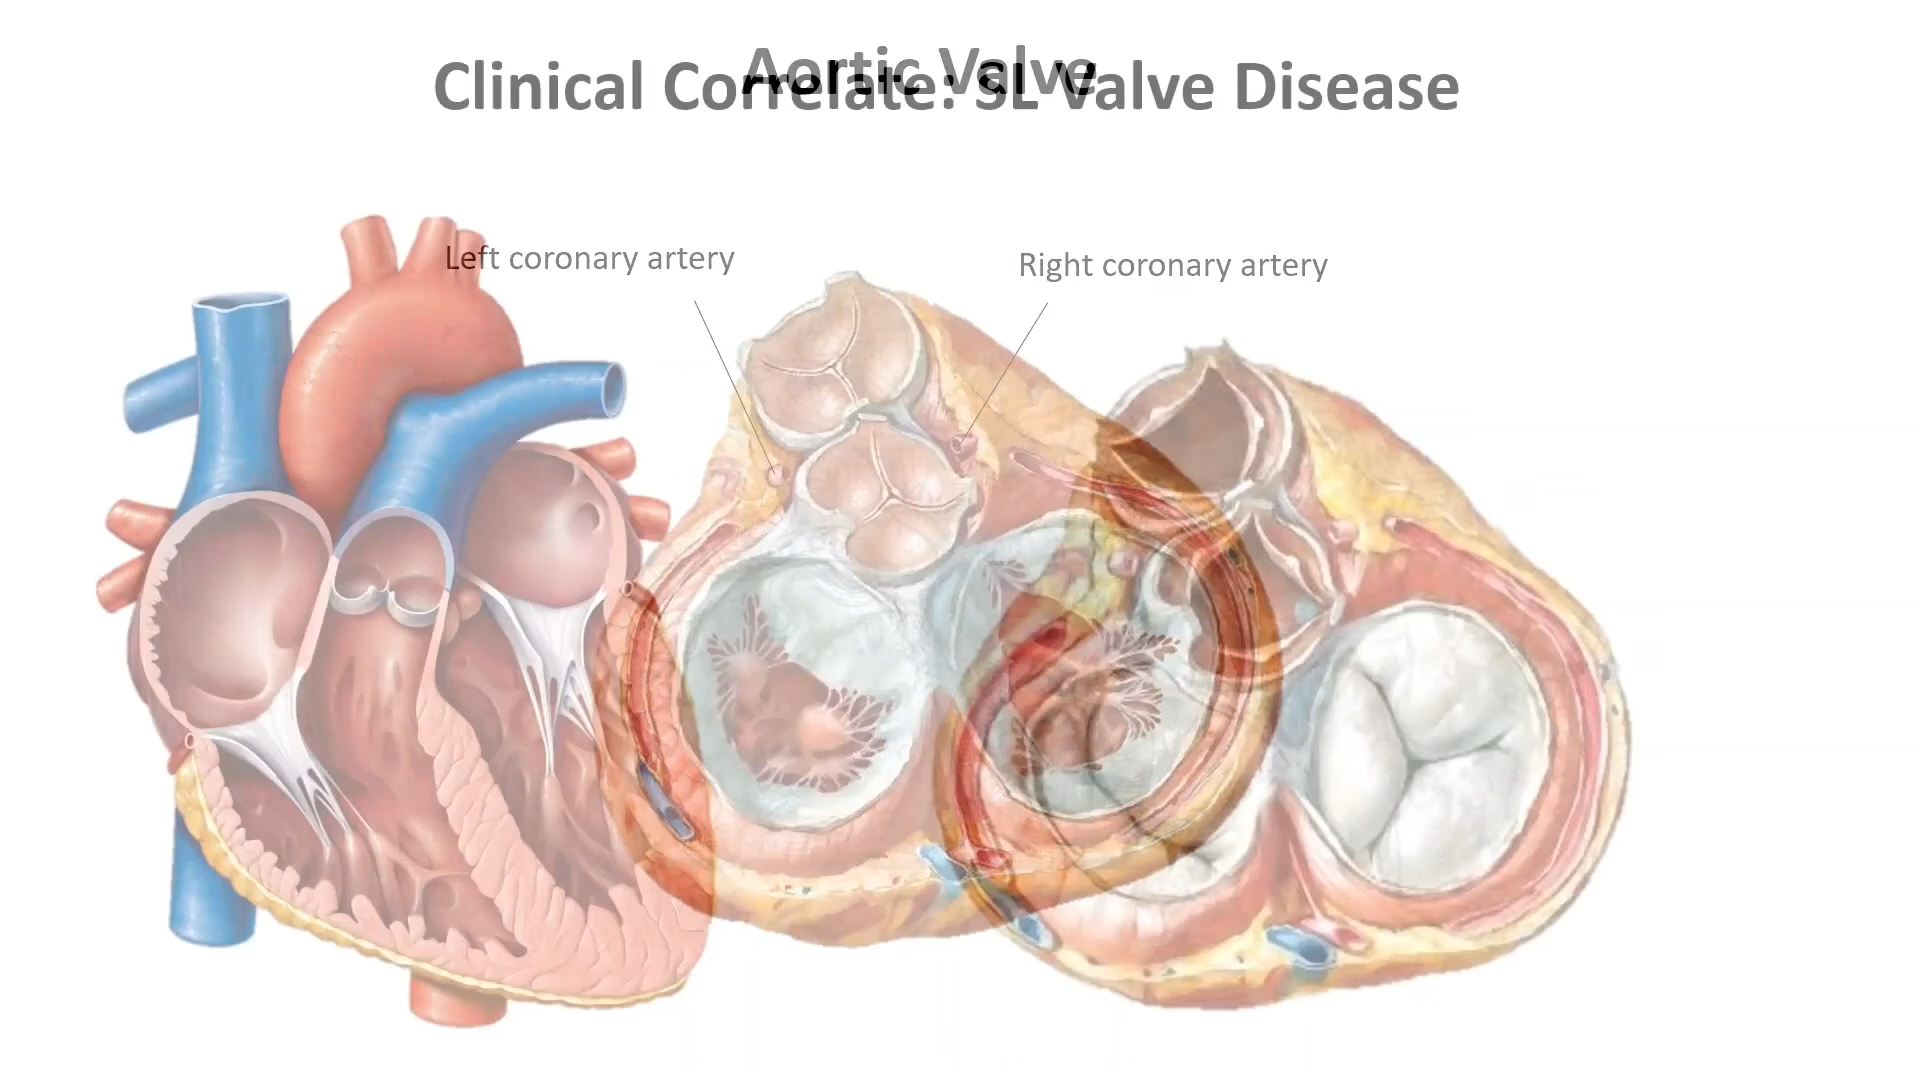 Aortic Valve
Clinical Correlate: SL Valve Disease
Left coronary artery
Right coronary artery